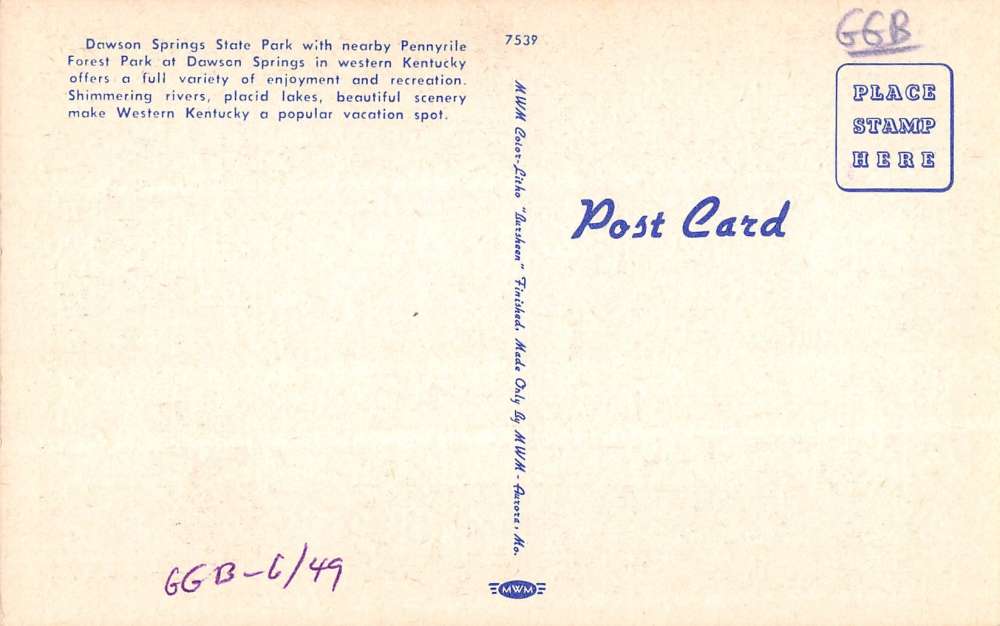 Dawson Springs State Park with nearby Pennyrile
Forest Park at Dawson Springs in western Kentucky
offers a full variety of enjoyment and recreation.
Shimmering rivers, placid lakes, beautiful scenery
make Western Kentucky a popular vacation spot.
7539
MWM Color-Litho "Bursheen" Finished. Made Only By MWM - Aurora, Mo.
MWM
GGB
PLACE
STAMP
HERE
Post Card
GGB-6/49